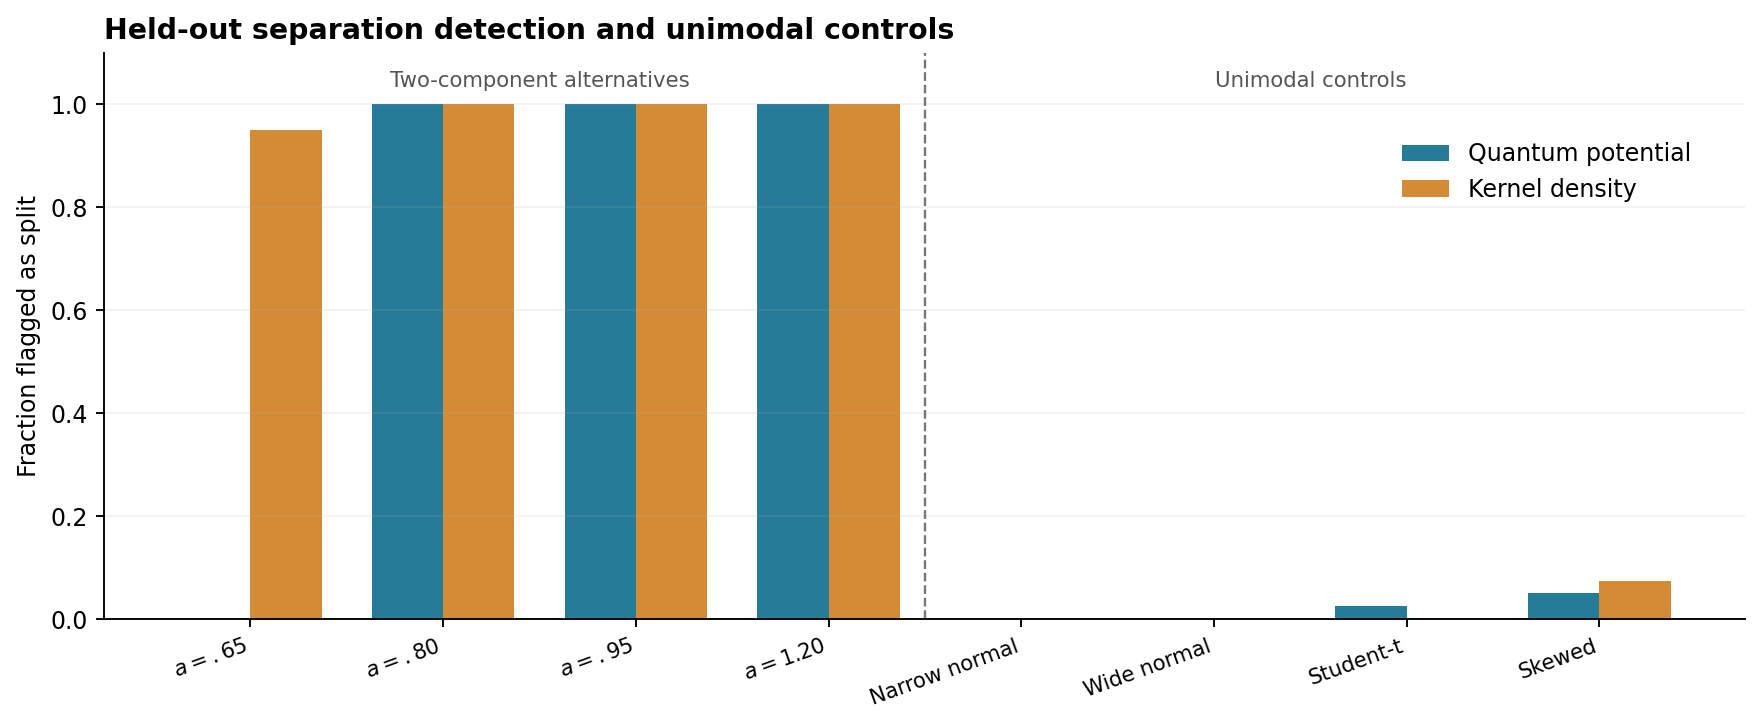 Held-out separation detection and unimodal controls
Two-component alternatives
Unimodal controls
Quantum potential
Kernel density
Fraction flagged as split
1.0
0.8
0.6
0.4
0.2
0.0
a = .65
a = .80
a = .95
a = 1.20
Narrow normal
Wide normal
Student-t
Skewed